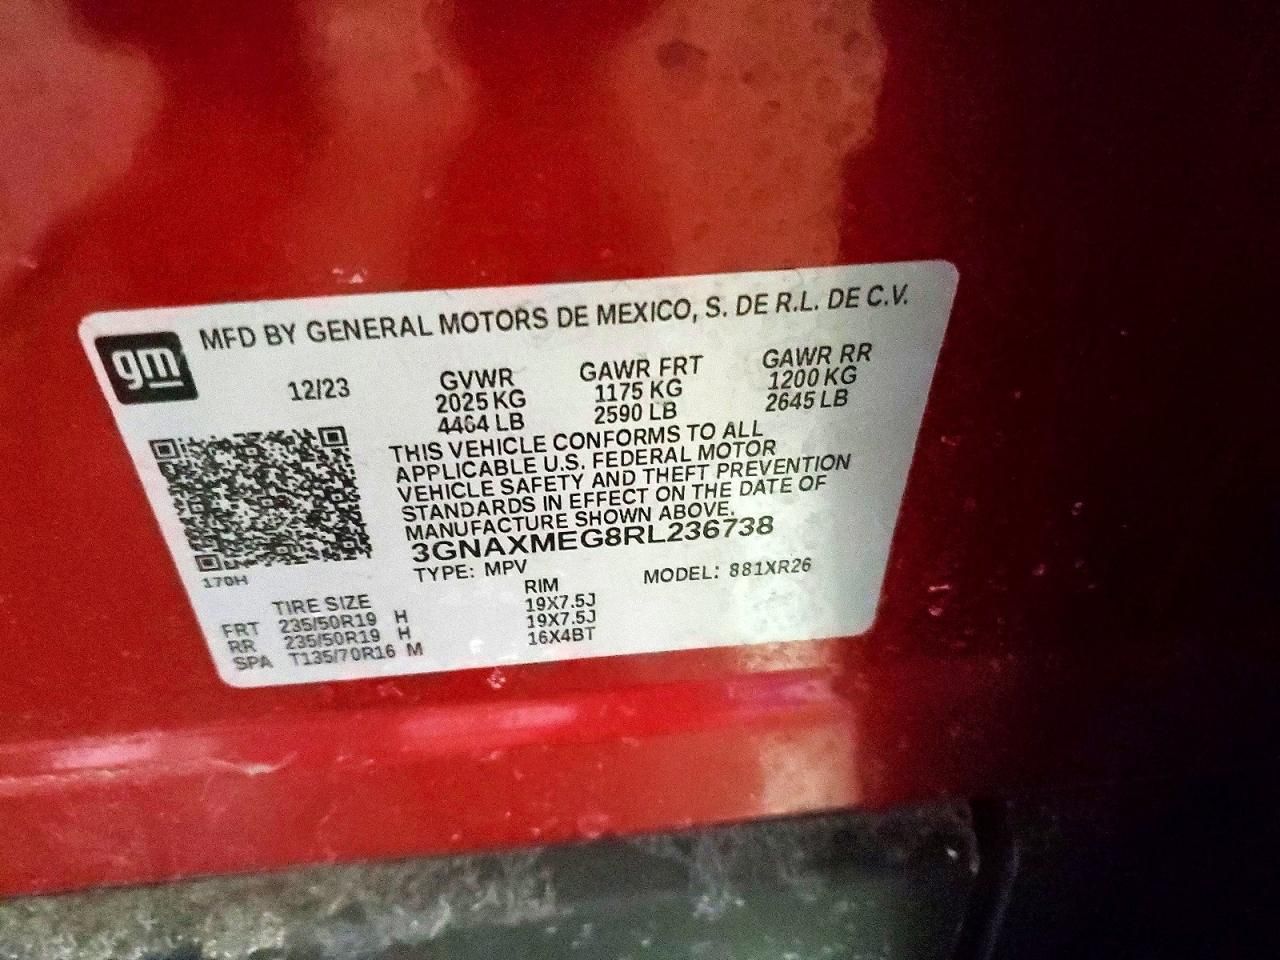 gm
MFD BY GENERAL MOTORS DE MEXICO, S. DE R.L. DE C.V.
12/23
GVWR
2025 KG
4464 LB
GAWR FRT
1175 KG
2590 LB
GAWR RR
1200 KG
2645 LB
THIS VEHICLE CONFORMS TO ALL
APPLICABLE U.S. FEDERAL MOTOR
VEHICLE SAFETY AND THEFT PREVENTION
STANDARDS IN EFFECT ON THE DATE OF
MANUFACTURE SHOWN ABOVE.
3GNAXMEG8RL236738
TYPE: MPV
MODEL: 881XR26
170H
TIRE SIZE RIM
FRT 235/50R19 H 19X7.5J
RR 235/50R19 H 19X7.5J
SPA T135/70R16 M 16X4BT